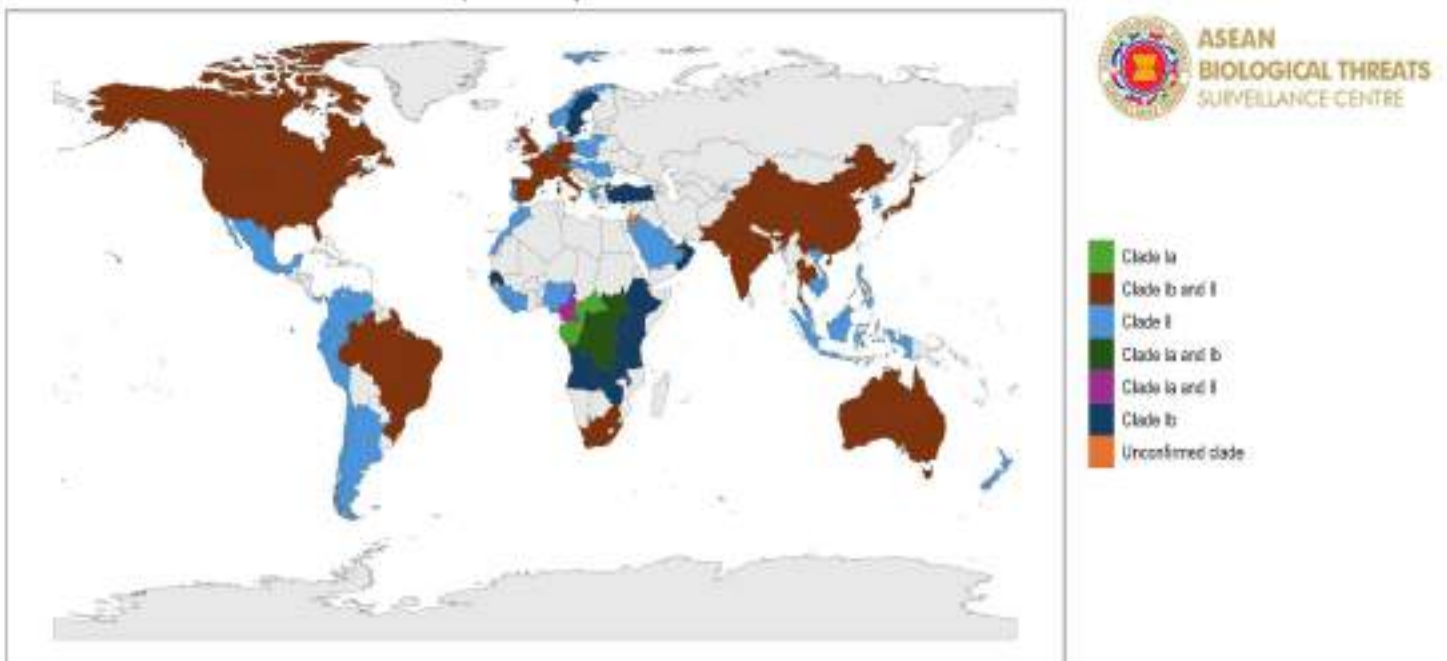 ASEAN
BIOLOGICAL THREATS
SURVEILLANCE CENTRE
Clade Ia
Clade Ib and II
Clade II
Clade Ia and Ib
Clade Ia and II
Clade Ib
Unconfirmed clade